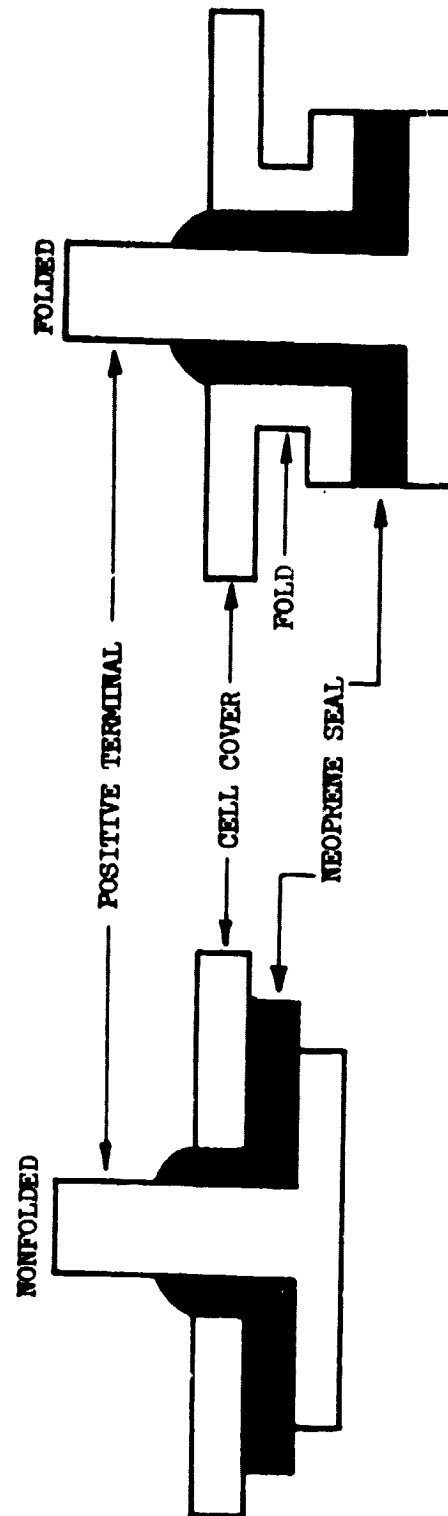 NONFOLDED
FOLDED
POSITIVE TERMINAL
CELL COVER
FOLD
NEOPRENE SEAL